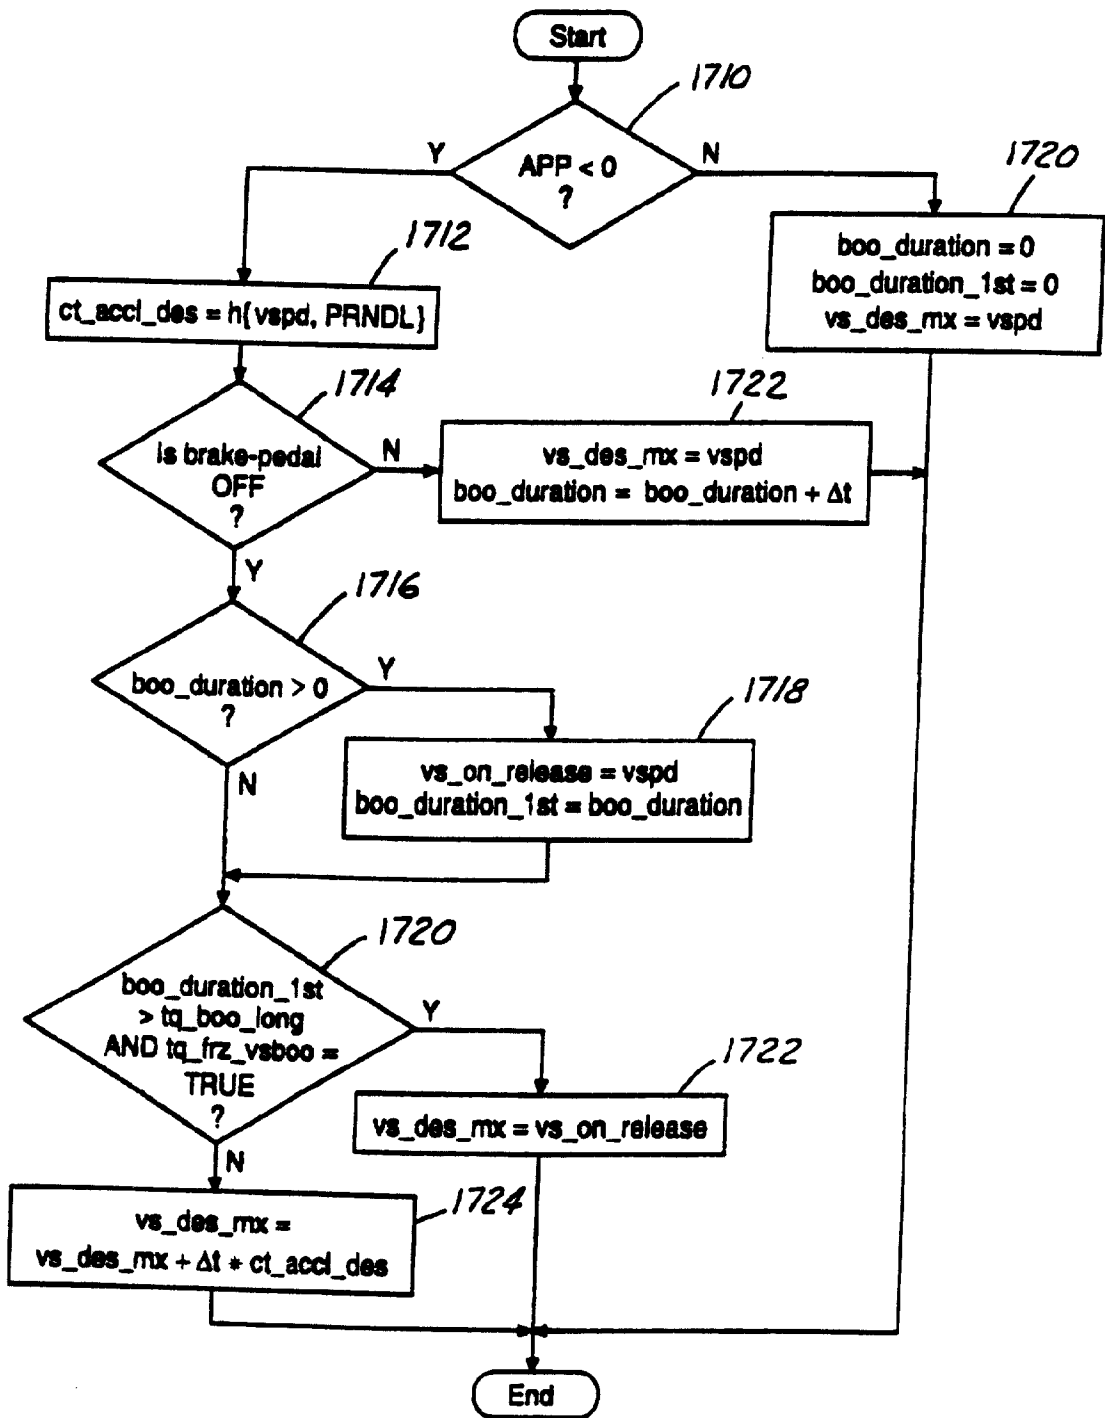 Start
1710
APP < 0
?
Y
N
1720
boo_duration = 0
boo_duration_1st = 0
vs_des_mx = vspd
1712
ct_accl_des = h{vspd, PRNDL}
1714
is brake-pedal
OFF
?
N
Y
1722
vs_des_mx = vspd
boo_duration = boo_duration + Δt
1716
boo_duration > 0
?
Y
N
1718
vs_on_release = vspd
boo_duration_1st = boo_duration
1720
boo_duration_1st
> tq_boo_long
AND tq_frz_vsboo =
TRUE
?
Y
N
1722
vs_des_mx = vs_on_release
1724
vs_des_mx =
vs_des_mx + Δt * ct_accl_des
End